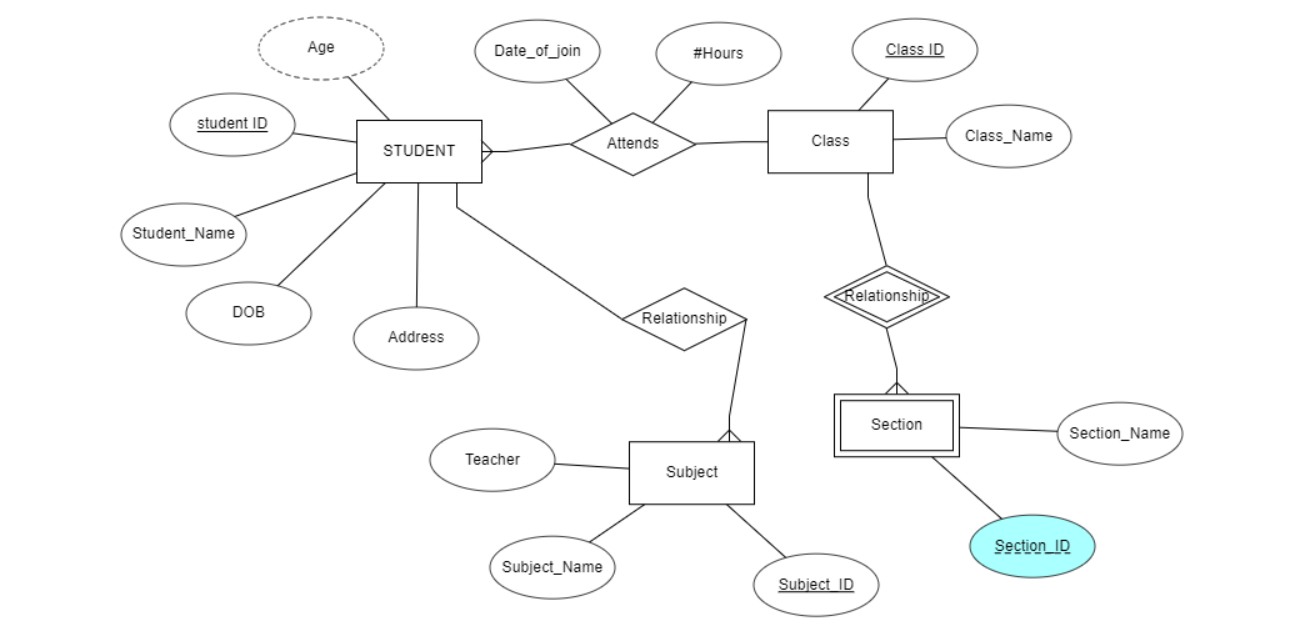 Age
Date_of_join
#Hours
Class ID
student ID
STUDENT
Attends
Class
Class_Name
Student_Name
DOB
Address
Relationship
Relationship
Section
Section_Name
Teacher
Subject
Subject_Name
Subject_ID
Section_ID